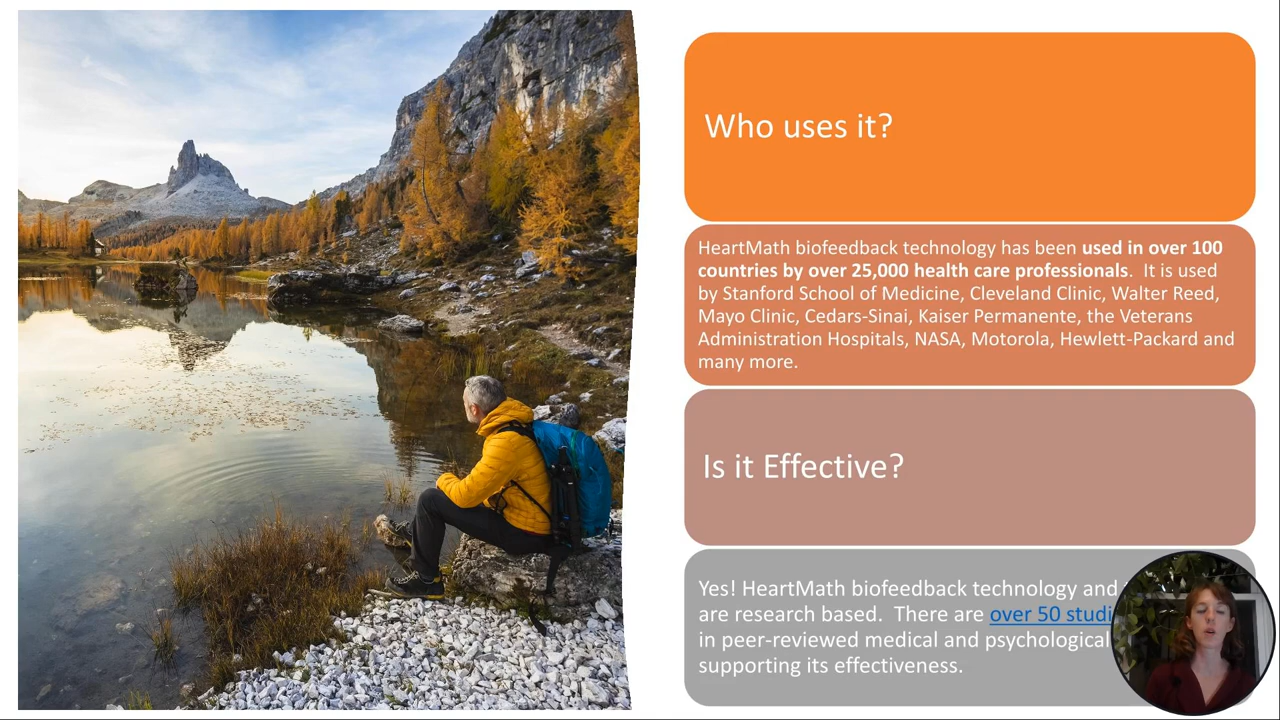 Who uses it?
HeartMath biofeedback technology has been used in over 100
countries by over 25,000 health care professionals.  It is used
by Stanford School of Medicine, Cleveland Clinic, Walter Reed,
Mayo Clinic, Cedars-Sinai, Kaiser Permanente, the Veterans
Administration Hospitals, NASA, Motorola, Hewlett-Packard and
many more.
Is it Effective?
Yes! HeartMath biofeedback technology and
are research based.  There are over 50
in peer-reviewed medical and psychological
supporting its effectiveness.